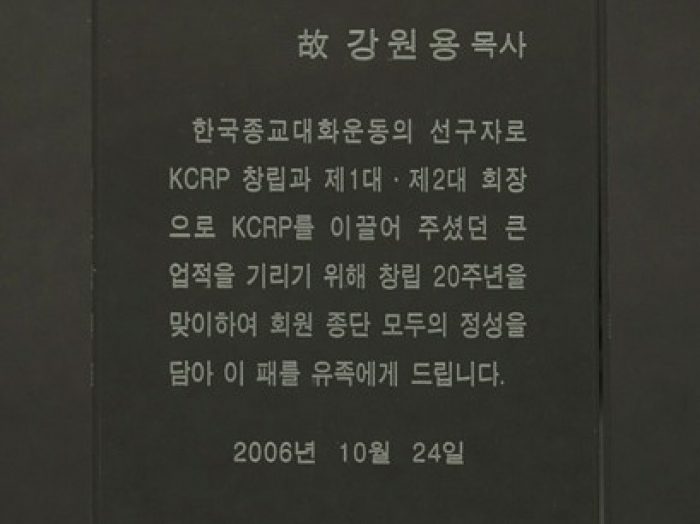 故 강원용 목사
한국종교대화운동의 선구자로
KCRP 창립과 제1대·제2대 회장
으로 KCRP를 이끌어 주셨던 큰
업적을 기리기 위해 창립 20주년을
맞이하여 회원 종단 모두의 정성을
담아 이 패를 유족에게 드립니다.
2006년 10월 24일